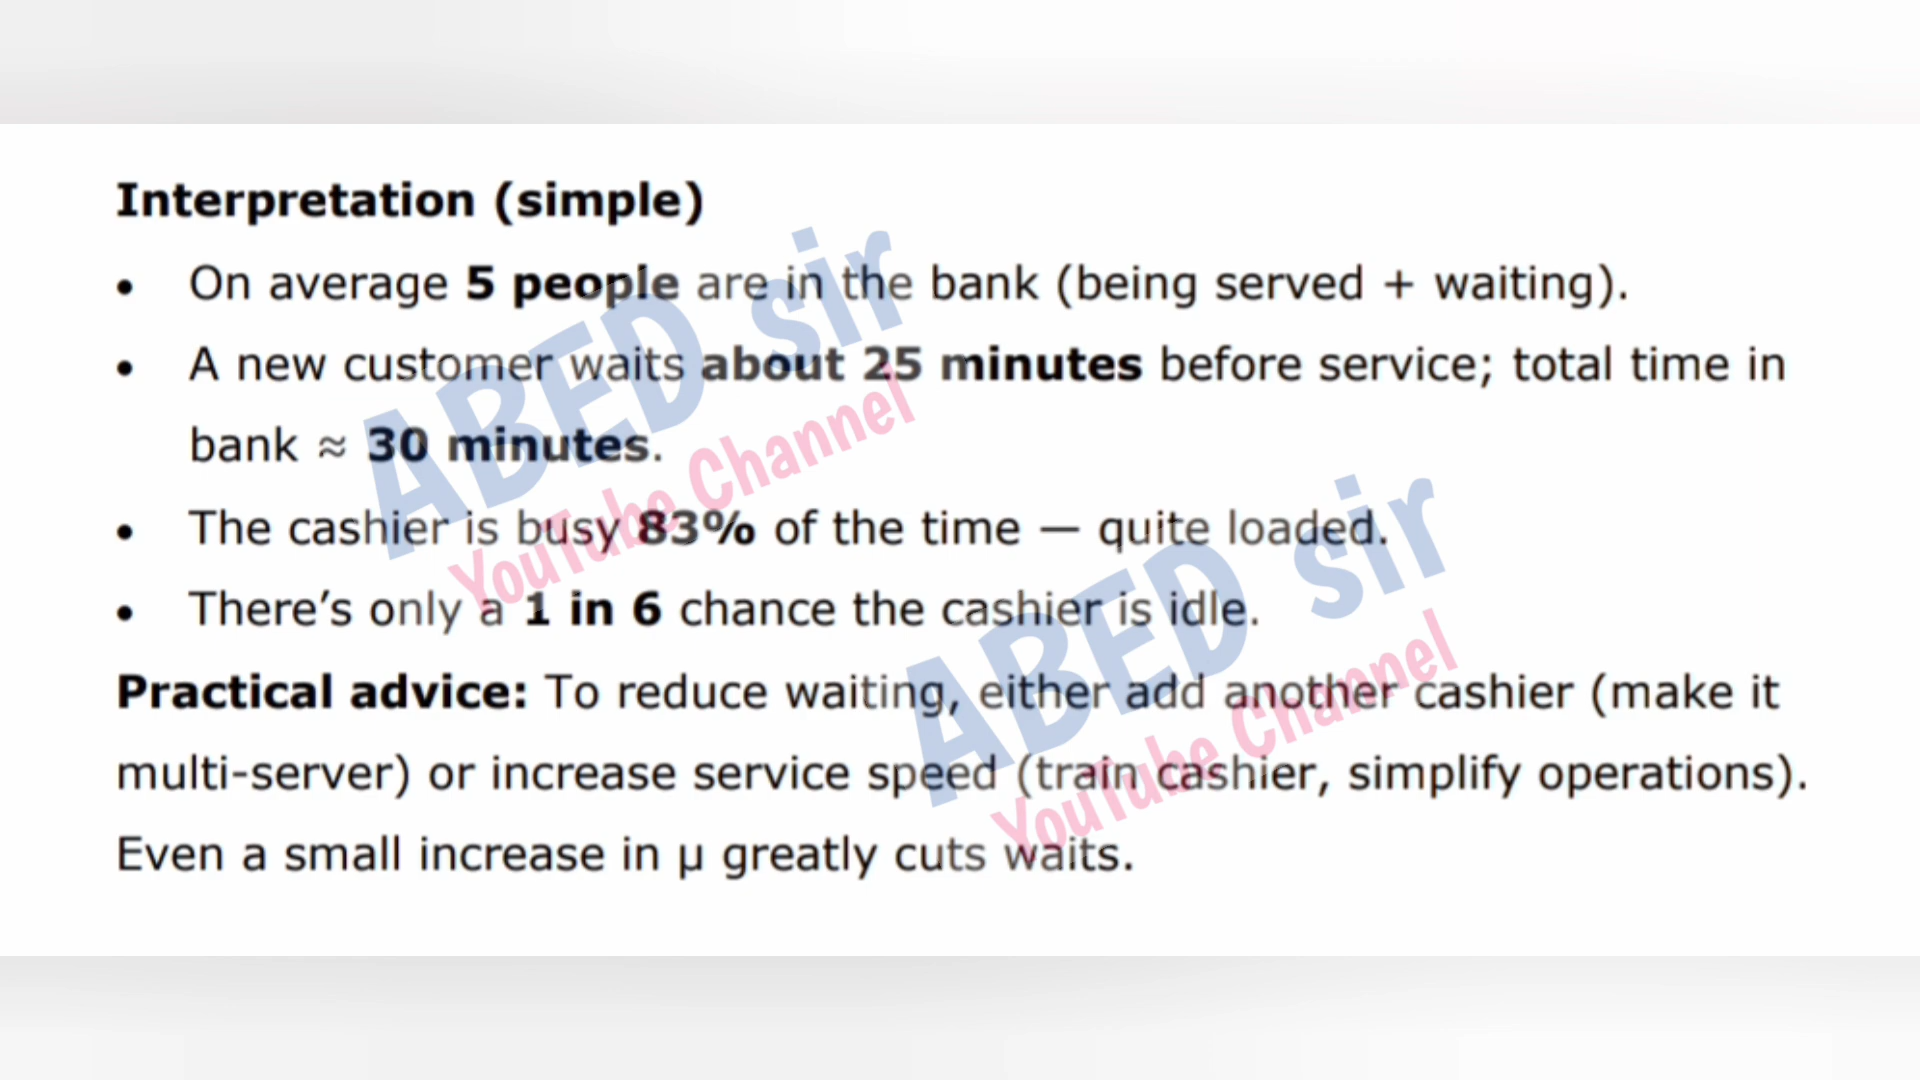 Interpretation (simple)
• On average 5 people are in the bank (being served + waiting).
• A new customer waits about 25 minutes before service; total time in
bank ≈ 30 minutes.
• The cashier is busy 83% of the time — quite loaded.
• There’s only a 1 in 6 chance the cashier is idle.
Practical advice: To reduce waiting, either add another cashier (make it
multi-server) or increase service speed (train cashier, simplify operations).
Even a small increase in μ greatly cuts waits.
ABED sir
YouTube Channel
ABED sir
YouTube Channel